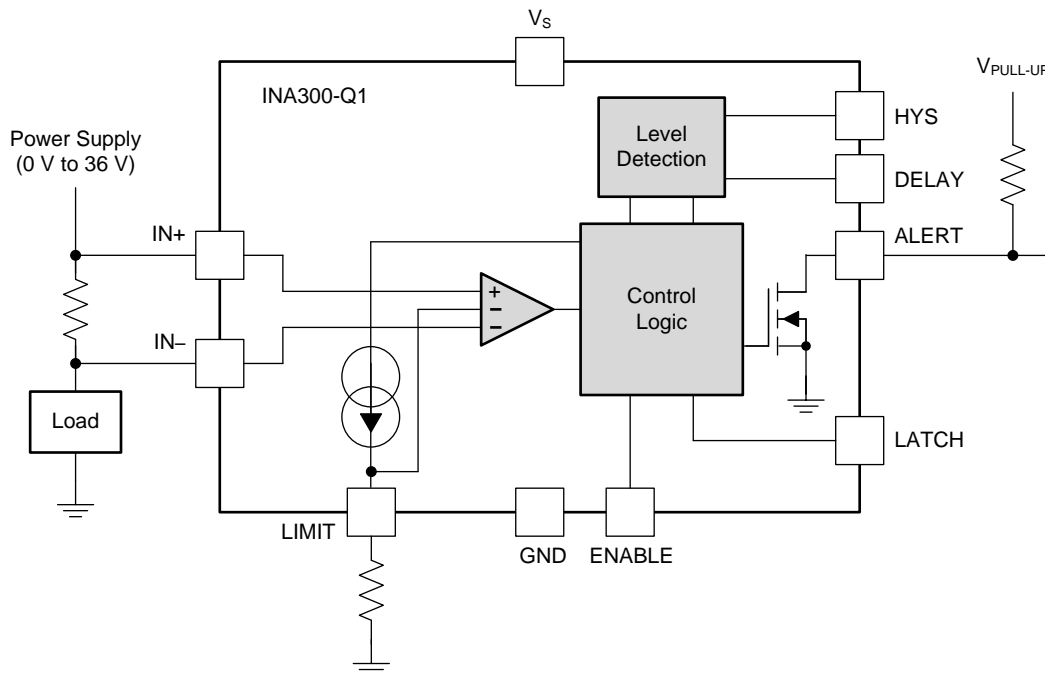 V_S
INA300-Q1
V_PULL-UP
Power Supply
(0 V to 36 V)
Level
Detection
HYS
DELAY
IN+
ALERT
+
−
−
Control
Logic
IN–
Load
LATCH
LIMIT
GND
ENABLE